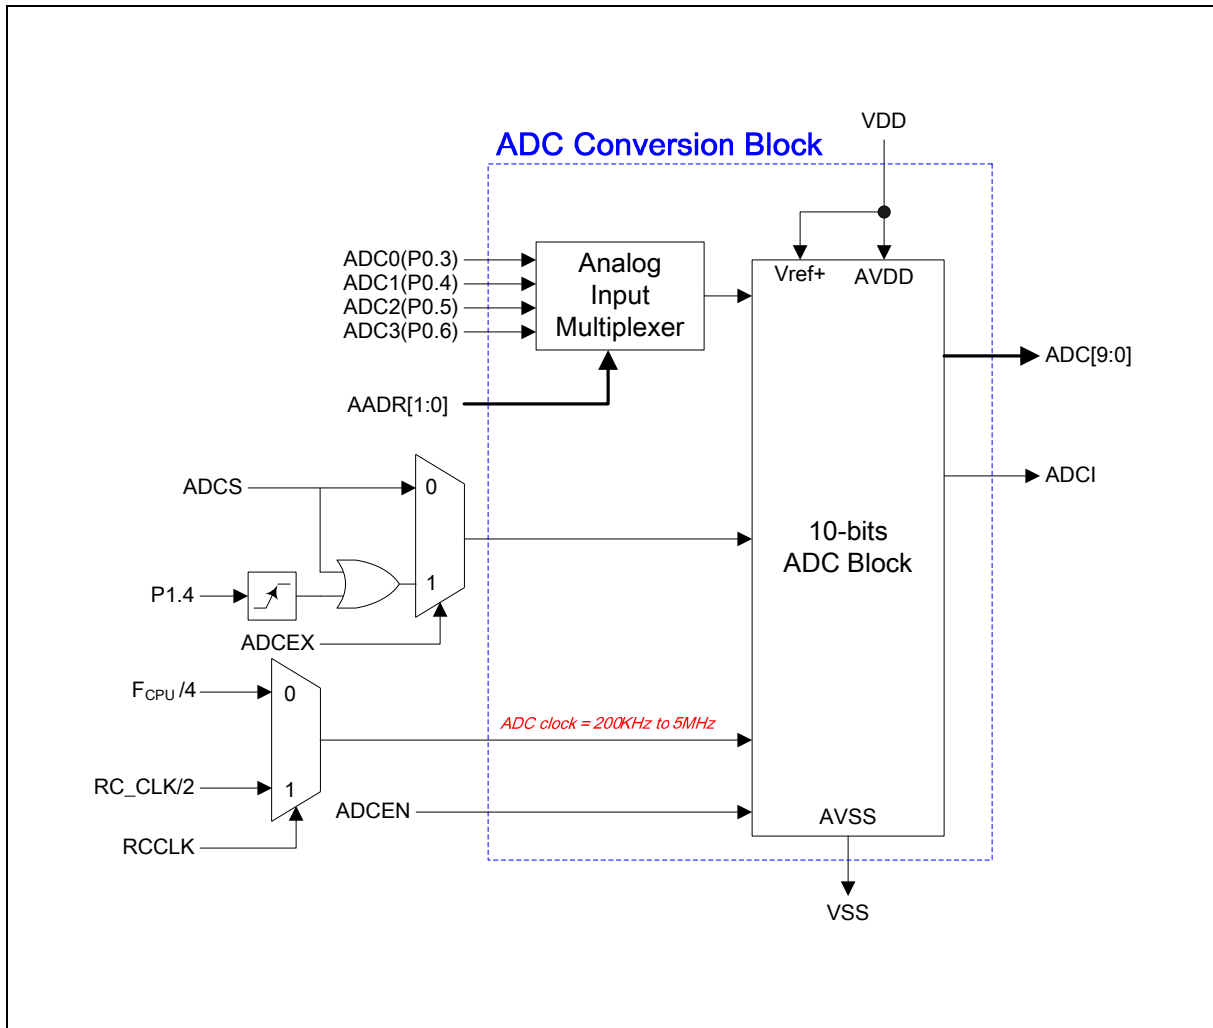 VDD
ADC Conversion Block
ADC0(P0.3)
ADC1(P0.4)
ADC2(P0.5)
ADC3(P0.6)
Analog
Input
Multiplexer
Vref+
AVDD
ADC[9:0]
AADR[1:0]
ADCS
0
ADCI
10-bits
ADC Block
1
P1.4
ADCEX
FCPU /4
0
ADC clock = 200KHz to 5MHz
RC_CLK/2
1
ADCEN
AVSS
RCCLK
VSS